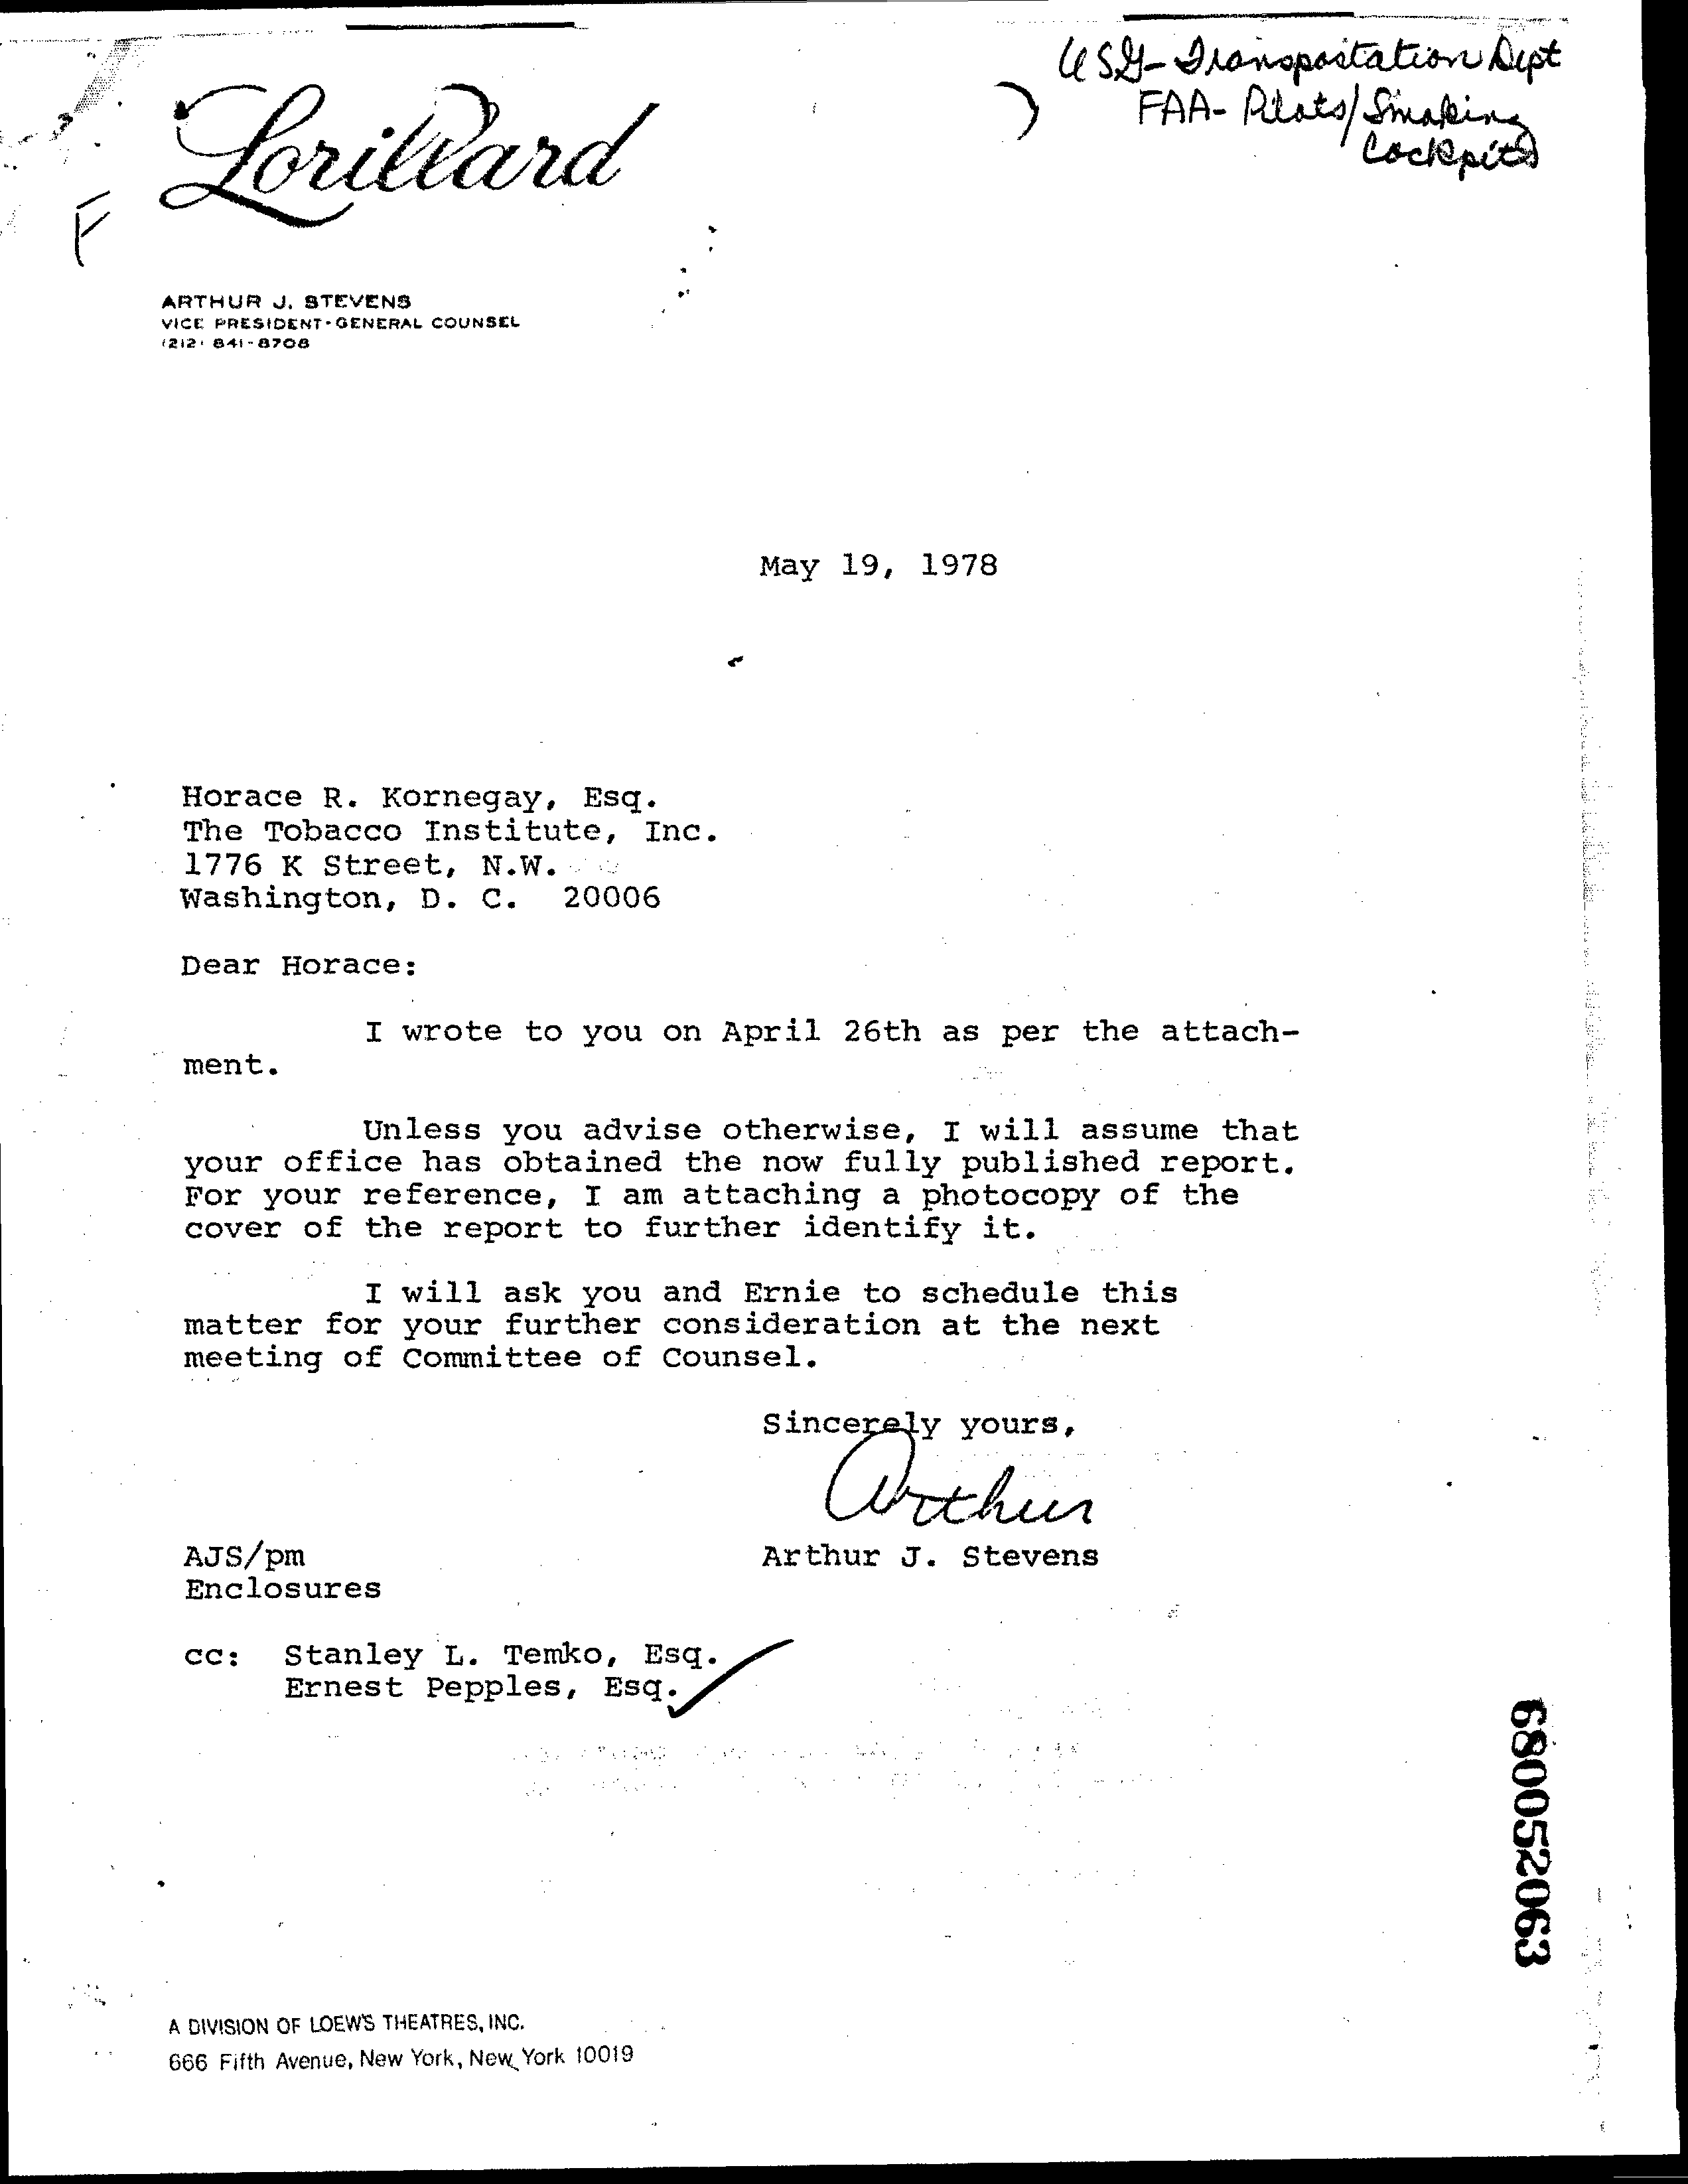 USG-Transportation Dept
FAA- Pilots/Smoking
Cockpits
Lorillard
F
ARTHUR J. STEVENS
VICE PRESIDENT-GENERAL COUNSEL
(212) 841-8708
May 19, 1978
Horace R. Kornegay, Esq.
The Tobacco Institute, Inc.
1776 K Street, N.W.
Washington, D. C. 20006
Dear Horace:
I wrote to you on April 26th as per the attach-
ment.
Unless you advise otherwise, I will assume that
your office has obtained the now fully published report.
For your reference, I am attaching a photocopy of the
cover of the report to further identify it.
I will ask you and Ernie to schedule this
matter for your further consideration at the next
meeting of Committee of Counsel.
Sincerely yours,
Arthur
Arthur J. Stevens
AJS/pm
Enclosures
cc: Stanley L. Temko, Esq.
Ernest Pepples, Esq.
680052063
A DIVISION OF LOEW'S THEATRES, INC.
666 Fifth Avenue, New York, New York 10019